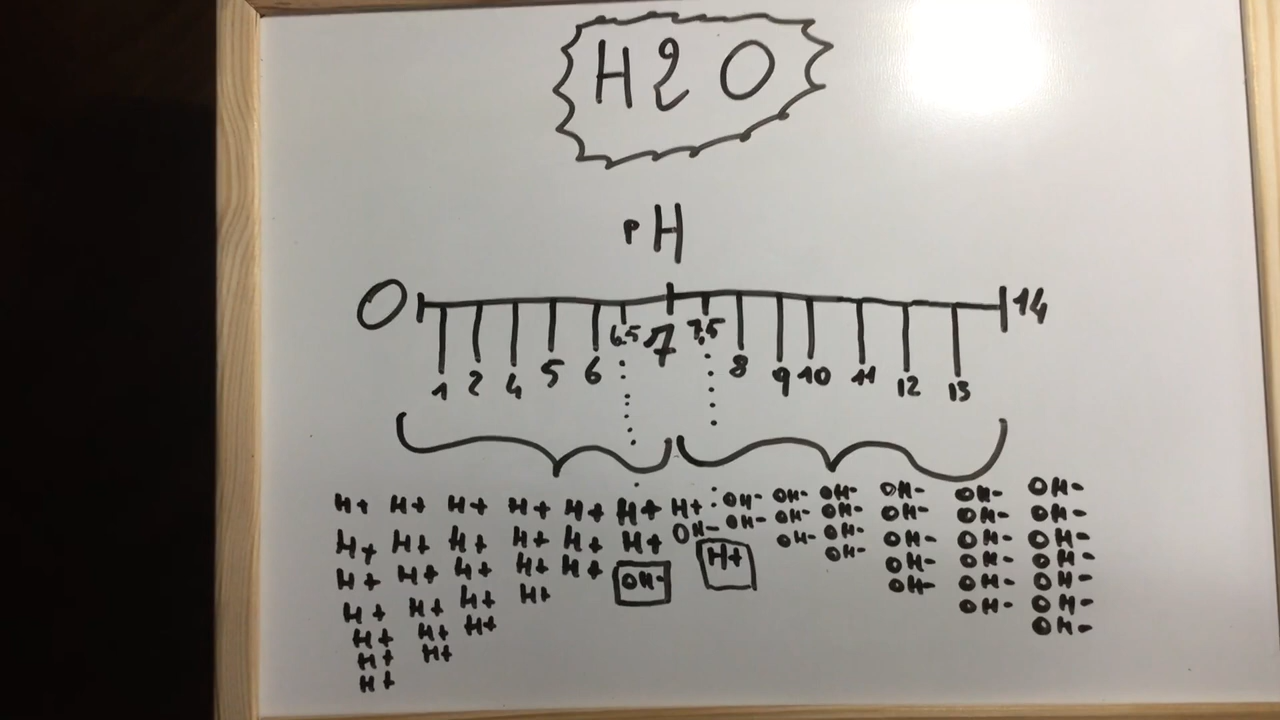 H2O
pH
0 14
6.5 7 7.5
1 2 4 5 6 8 9 10 11 12 13
H+ H+ H+ H+ H+ H+ H+ OH- OH- OH- OH- OH- OH-
OH- OH- OH- OH- OH- OH- OH-
H+ H+ H+ H+ H+ H+ H+ OH- OH- OH- OH- OH-
H+ H+ H+ H+ H+ OH- OH- OH- OH- OH-
H+ H+ H+ H+ OH- OH- OH-
H+ H+ H+ OH- OH-
H+ H+ OH-
H+